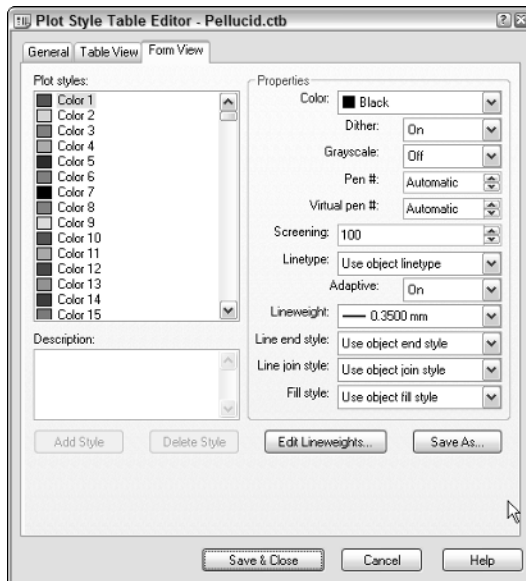 Plot Style Table Editor - Pellucid.ctb
General Table View Form View
Plot styles:
Color 1
Color 2
Color 3
Color 4
Color 5
Color 6
Color 7
Color 8
Color 9
Color 10
Color 11
Color 12
Color 13
Color 14
Color 15
Description:
Add Style Delete Style
Properties
Color: Black
Dither: On
Grayscale: Off
Pen #: Automatic
Virtual pen #: Automatic
Screening: 100
Linetype: Use object linetype
Adaptive: On
Lineweight: 0.3500 mm
Line end style: Use object end style
Line join style: Use object join style
Fill style: Use object fill style
Edit Lineweights... Save As...
Save & Close Cancel Help